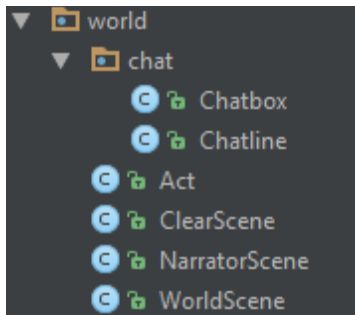 world
chat
C Chatbox
C Chatline
C Act
C ClearScene
C NarratorScene
C WorldScene